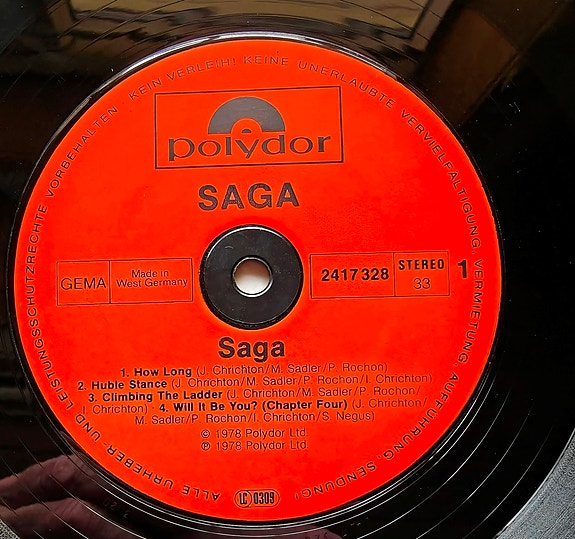 ALLE URHEBER- UND LEISTUNGSSCHUTZRECHTE VORBEHALTEN · KEIN VERLEIH! KEINE UNERLAUBTE VERVIELFÄLTIGUNG, VERMIETUNG, AUFFÜHRUNG, SENDUNG!
polydor
SAGA
GEMA
Made in
West Germany
2417 328
STEREO
33
1
Saga
1. How Long (J. Chrichton/M. Sadler/P. Rochon)
2. Huble Stance (J. Chrichton/M. Sadler/P. Rochon/I. Chrichton)
3. Climbing The Ladder (J. Chrichton/M. Sadler/P. Rochon/
I. Chrichton) · 4. Will It Be You? (Chapter Four) (J. Chrichton/
M. Sadler/P. Rochon/I. Chrichton/S. Negus)
© 1978 Polydor Ltd.
℗ 1978 Polydor Ltd.
LC 0309